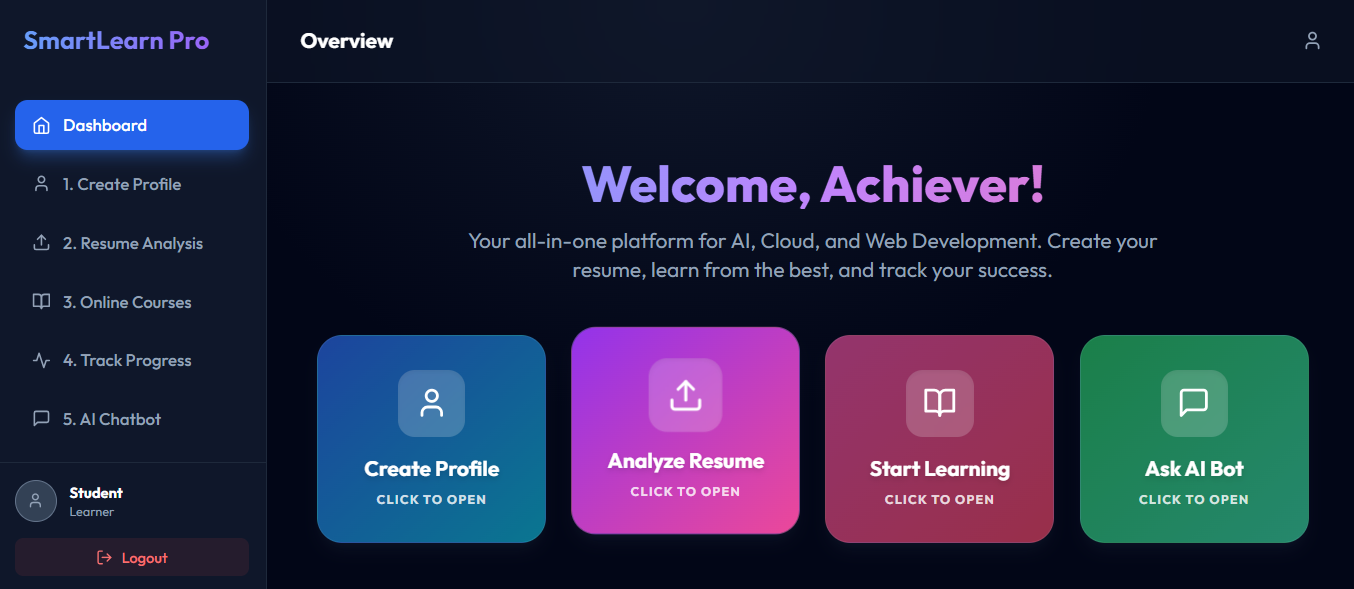 SmartLearn Pro
Dashboard
1. Create Profile
2. Resume Analysis
3. Online Courses
4. Track Progress
5. AI Chatbot
Student
Learner
Logout
Overview
Welcome, Achiever!
Your all-in-one platform for AI, Cloud, and Web Development. Create your
resume, learn from the best, and track your success.
Create Profile
CLICK TO OPEN
Analyze Resume
CLICK TO OPEN
Start Learning
CLICK TO OPEN
Ask AI Bot
CLICK TO OPEN